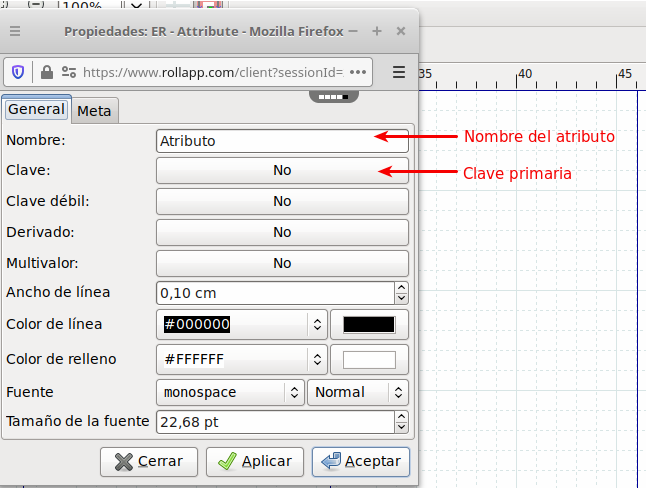 100%
Propiedades: ER - Attribute - Mozilla Firefox
https://www.rollapp.com/client?sessionId=
35 40 45
General Meta
Nombre: Atributo Nombre del atributo
Clave: No Clave primaria
Clave débil: No
Derivado: No
Multivalor: No
Ancho de línea 0,10 cm
Color de línea #000000
Color de relleno #FFFFFF
Fuente monospace Normal
Tamaño de la fuente 22,68 pt
Cerrar Aplicar Aceptar